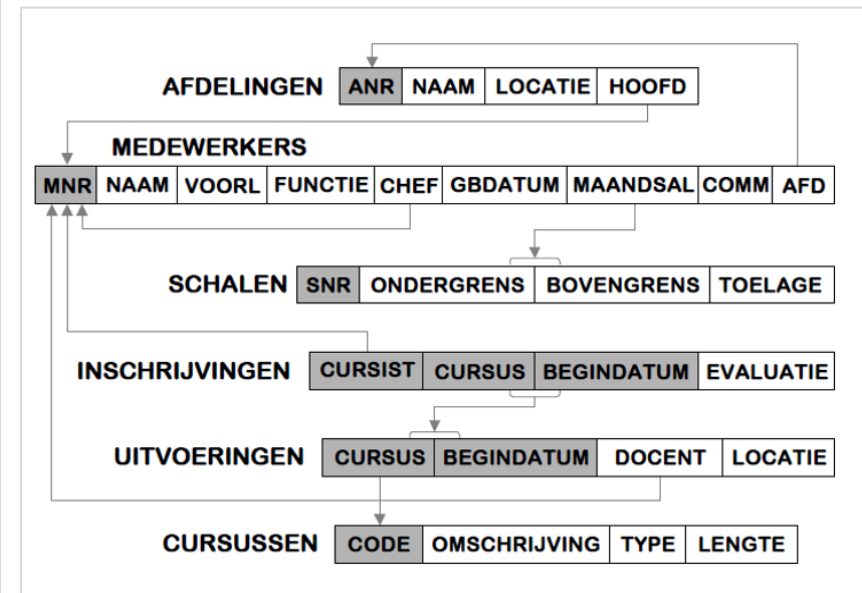 AFDELINGEN ANR NAAM LOCATIE HOOFD
MEDEWERKERS
MNR NAAM VOORL FUNCTIE CHEF GBDATUM MAANDSAL COMM AFD
SCHALEN SNR ONDERGRENS BOVENGRENS TOELAGE
INSCHRIJVINGEN CURSIST CURSUS BEGINDATUM EVALUATIE
UITVOERINGEN CURSUS BEGINDATUM DOCENT LOCATIE
CURSUSSEN CODE OMSCHRIJVING TYPE LENGTE